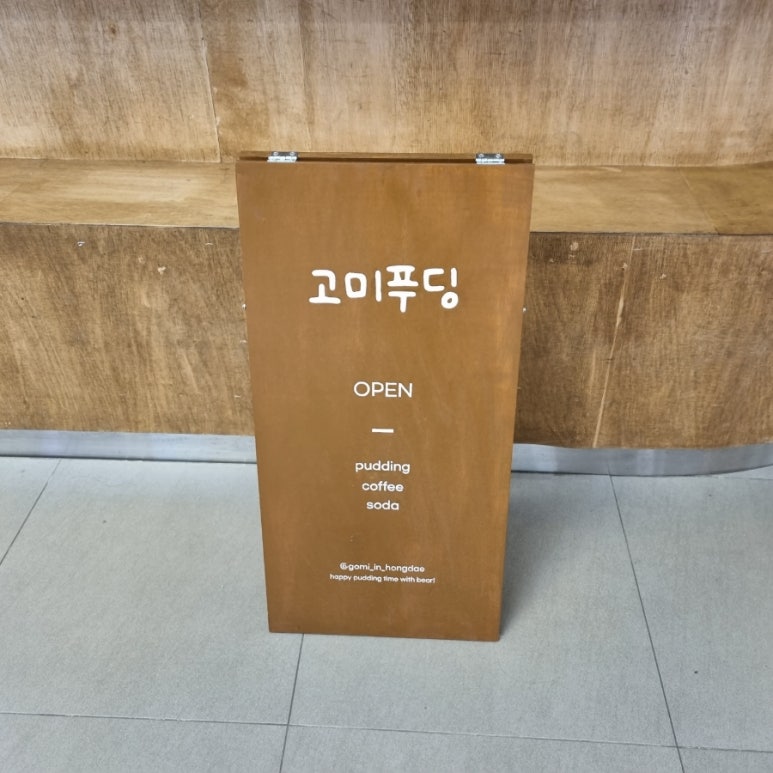 고미푸딩
OPEN
pudding
coffee
soda
@gomi_in_hongdae
happy pudding time with bear!